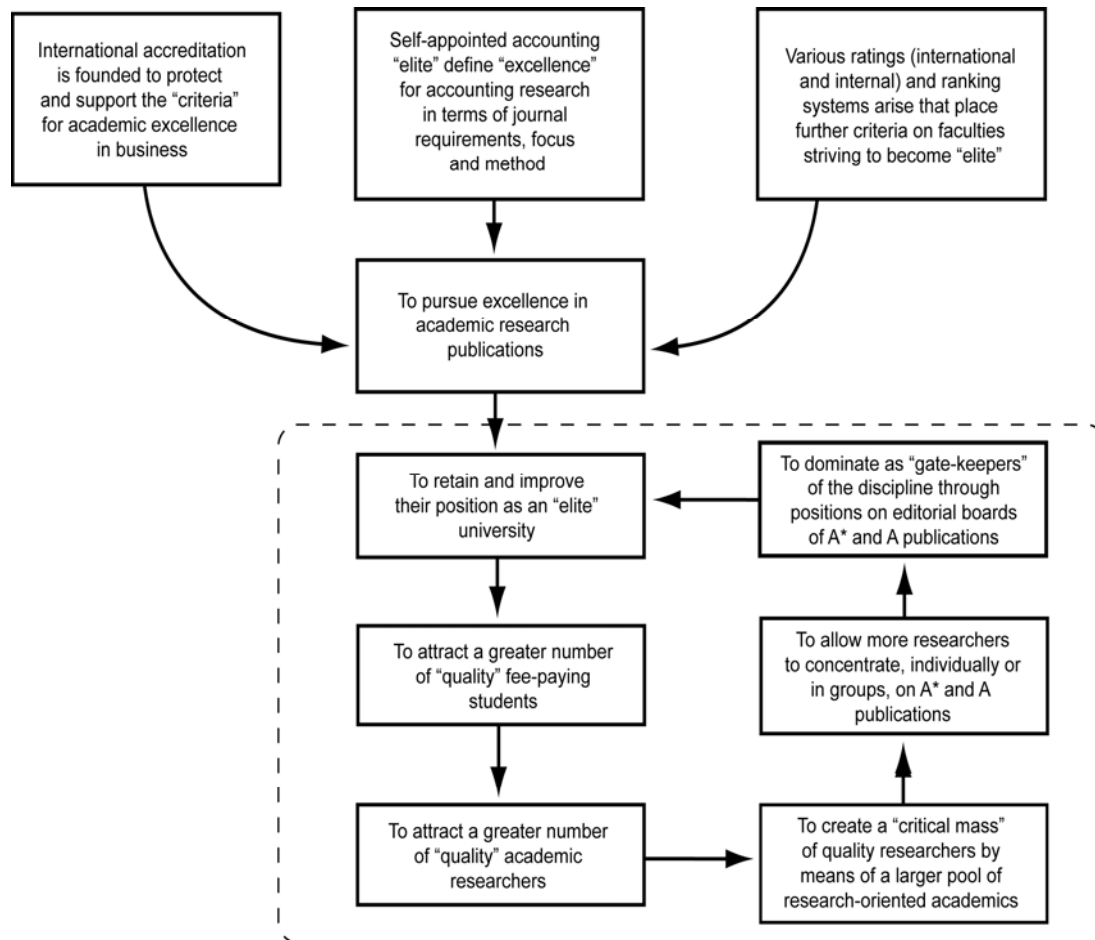 International accreditation
is founded to protect
and support the “criteria”
for academic excellence
in business
Self-appointed accounting
“elite” define “excellence”
for accounting research
in terms of journal
requirements, focus
and method
Various ratings (international
and internal) and ranking
systems arise that place
further criteria on faculties
striving to become “elite”
To pursue excellence in
academic research
publications
To retain and improve
their position as an “elite”
university
To dominate as “gate-keepers”
of the discipline through
positions on editorial boards
of A* and A publications
To attract a greater number
of “quality” fee-paying
students
To allow more researchers
to concentrate, individually or
in groups, on A* and A
publications
To attract a greater number
of “quality” academic
researchers
To create a “critical mass”
of quality researchers by
means of a larger pool of
research-oriented academics